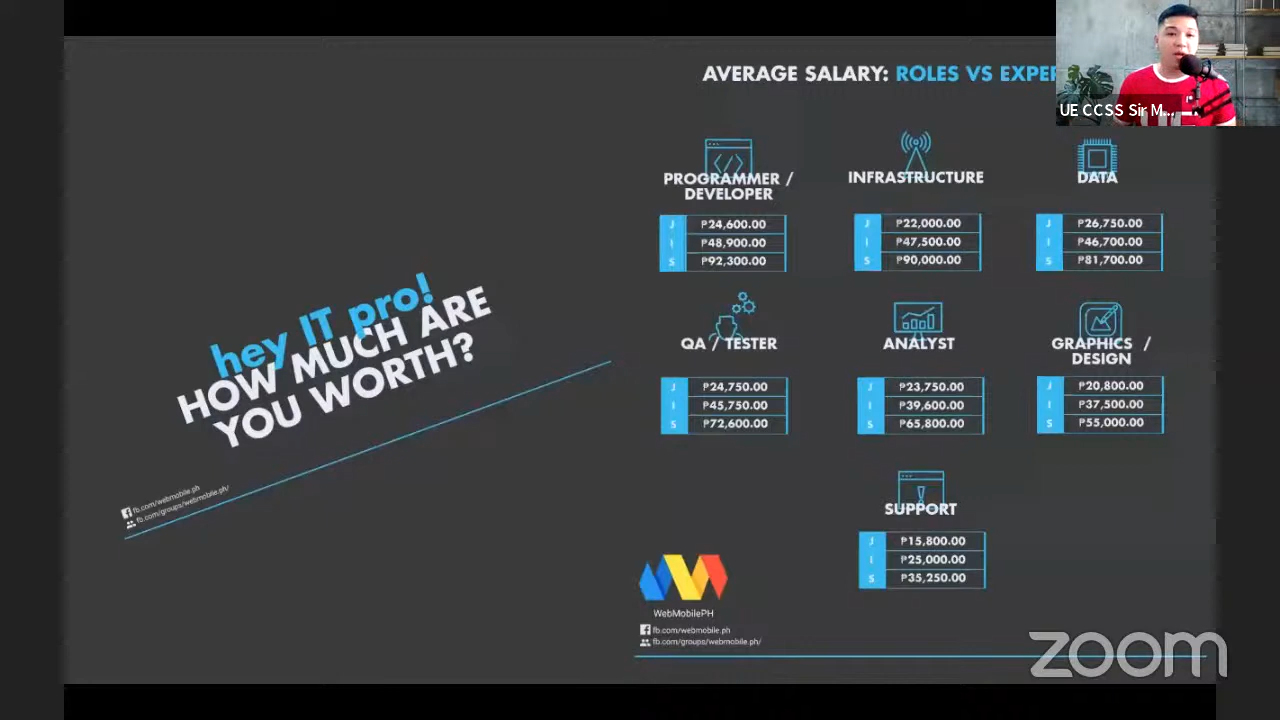 hey IT pro!
HOW MUCH ARE
YOU WORTH?
fb.com/webmobile.ph
fb.com/groups/webmobile.ph/
AVERAGE SALARY: ROLES VS
UE CCSS Sir M...
PROGRAMMER /
DEVELOPER
J ₱24,600.00
I ₱48,900.00
S ₱92,300.00
INFRASTRUCTURE
J ₱22,000.00
I ₱47,500.00
S ₱90,000.00
DATA
J ₱26,750.00
I ₱46,700.00
S ₱81,700.00
QA / TESTER
J ₱24,750.00
I ₱45,750.00
S ₱72,600.00
ANALYST
J ₱23,750.00
I ₱39,600.00
S ₱65,800.00
GRAPHICS /
DESIGN
J ₱20,800.00
I ₱37,500.00
S ₱55,000.00
SUPPORT
J ₱15,800.00
I ₱25,000.00
S ₱35,250.00
WebMobilePH
fb.com/webmobile.ph
fb.com/groups/webmobile.ph/
zoom